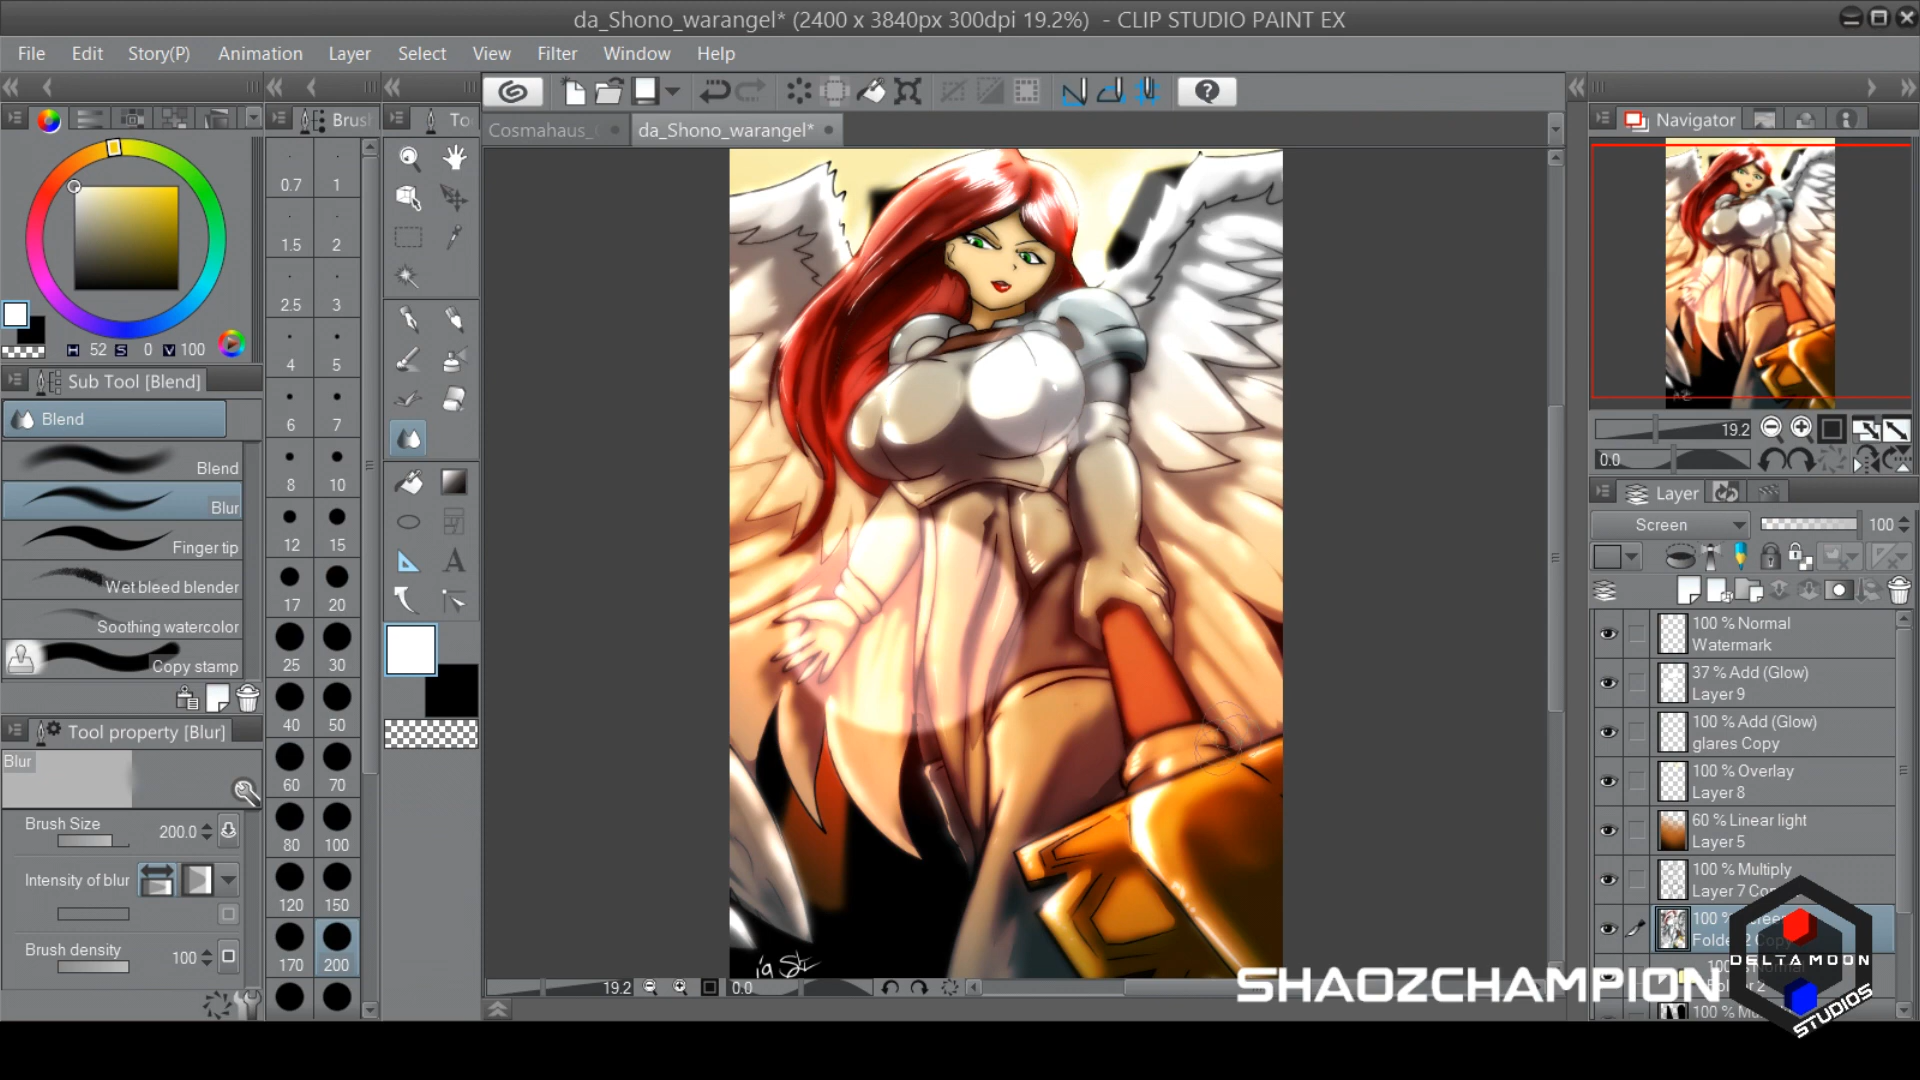 da_Shono_warangel* (2400 x 3840px 300dpi 19.2%) - CLIP STUDIO PAINT EX
File Edit Story(P) Animation Layer Select View Filter Window Help
Brush
Cosmahaus_
da_Shono_warangel*
Navigator
H 52 S 0 V 100
Sub Tool [Blend]
Blend
Blend
Blur
Finger tip
Wet bleed blender
Soothing watercolor
Copy stamp
Tool property [Blur]
Blur
Brush Size 200.0
Intensity of blur
Brush density 100
0.7 1
1.5 2
2.5 3
4 5
6 7
8 10
12 15
17 20
25 30
40 50
60 70
80 100
120 150
170 200
A
19.2
0.0
19.2
0.0
Layer
Screen 100
100 % Normal
Watermark
37 % Add (Glow)
Layer 9
100 % Add (Glow)
glares Copy
100 % Overlay
Layer 8
60 % Linear light
Layer 5
100 % Multiply
Layer 7
SHAOZCHAMPION
DELTA MOON
STUDIOS